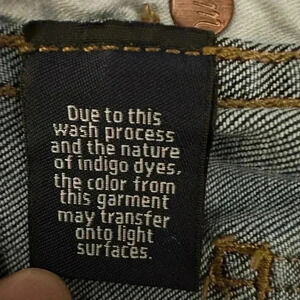 Due to this
wash process
and the nature
of indigo dyes,
the color from
this garment
may transfer
onto light
surfaces.